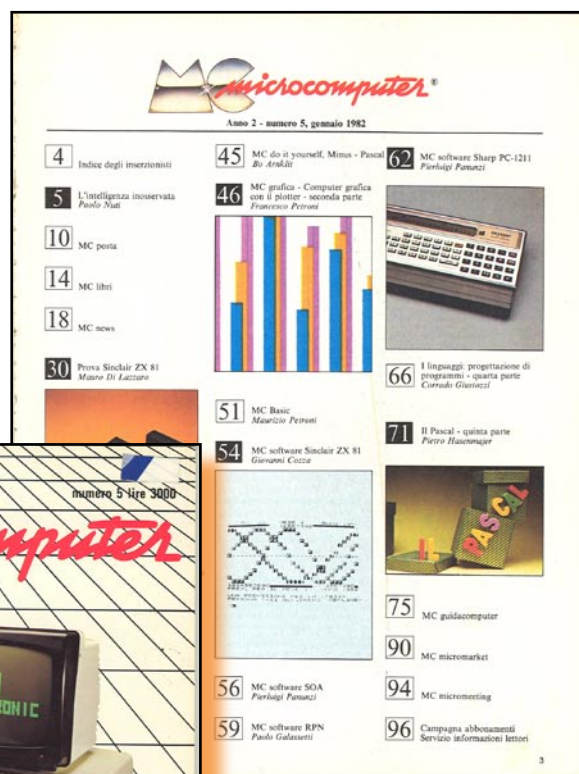 MC microcomputer®
Anno 2 - numero 5, gennaio 1982
4 Indice degli inserzionisti
5 L'intelligenza inosservata
Paolo Nuti
10 MC posta
14 MC libri
18 MC news
30 Prova Sinclair ZX 81
Mauro Di Lazzaro
45 MC do it yourself, Minus - Pascal
Bo Arnklit
46 MC grafica - Computer grafica
con il plotter - seconda parte
Francesco Petroni
51 MC Basic
Maurizio Petroni
54 MC software Sinclair ZX 81
Giovanni Cozza
56 MC software SOA
Pierluigi Panunzi
59 MC software RPN
Paolo Galassetti
62 MC software Sharp PC-1211
Pierluigi Panunzi
66 I linguaggi: progettazione di
programmi - quarta parte
Corrado Giustozzi
71 Il Pascal - quinta parte
Pietro Hasenmajer
IL PASCAL
75 MC guidacomputer
90 MC micromarket
94 MC micromeeting
96 Campagna abbonamenti
Servizio informazioni lettori
3
numero 5 lire 3000
mputer
RONIC